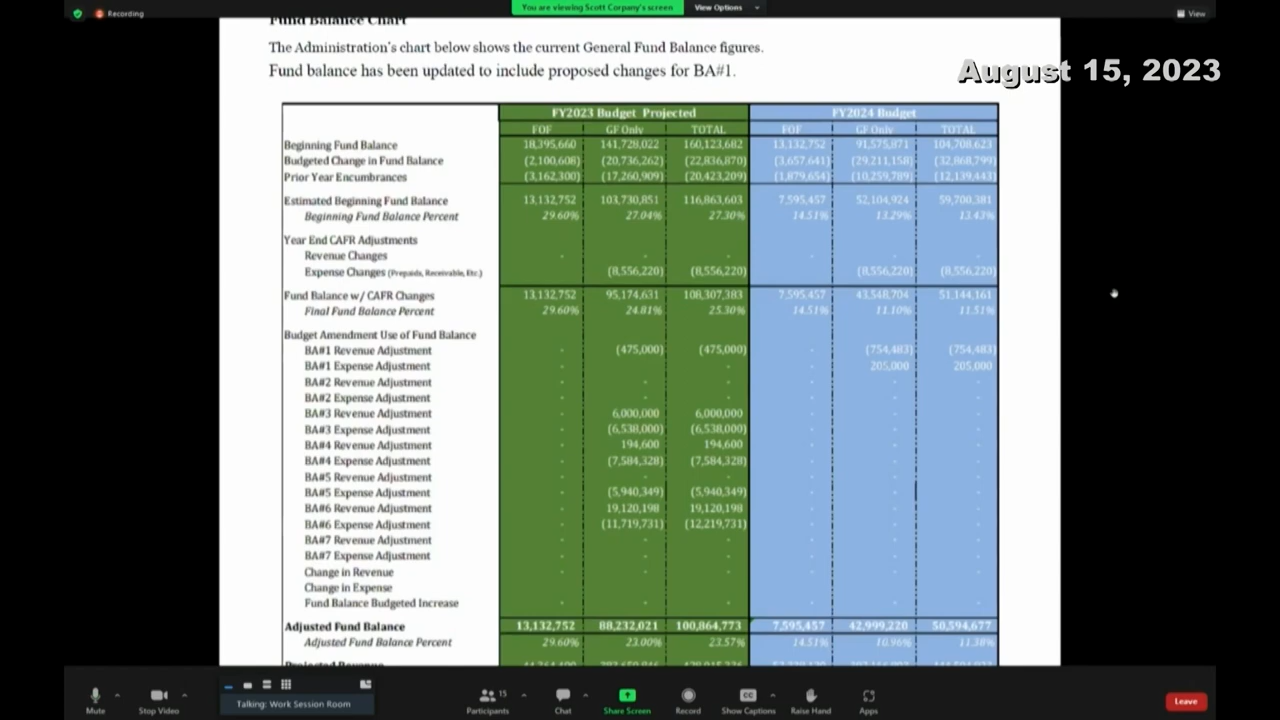 Recording
You are viewing Scott Corpany's screen
View Options
View
Fund Balance Chart
The Administration's chart below shows the current General Fund Balance figures.
Fund balance has been updated to include proposed changes for BA#1.
August 15, 2023
FY2023 Budget Projected FY2024 Budget
FOF GF Only TOTAL FOF GF Only TOTAL
Beginning Fund Balance 18,395,660 141,728,022 160,123,682 13,132,752 91,575,871 104,708,623
Budgeted Change in Fund Balance (2,100,608) (20,736,262) (22,836,870) (3,657,641) (29,211,158) (32,868,799)
Prior Year Encumbrances (3,162,300) (17,260,909) (20,423,209) (1,879,654) (10,259,789) (12,139,443)
Estimated Beginning Fund Balance 13,132,752 103,730,851 116,863,603 7,595,457 52,104,924 59,700,381
Beginning Fund Balance Percent 29.60% 27.04% 27.30% 14.51% 13.29% 13.43%
Year End CAFR Adjustments
Revenue Changes - - - - - -
Expense Changes (Prepaids, Receivable, Etc.) (8,556,220) (8,556,220) (8,556,220) (8,556,220)
Fund Balance w/ CAFR Changes 13,132,752 95,174,631 108,307,383 7,595,457 43,548,704 51,144,161
Final Fund Balance Percent 29.60% 24.81% 25.30% 14.51% 11.10% 11.51%
Budget Amendment Use of Fund Balance
BA#1 Revenue Adjustment - (475,000) (475,000) - (754,483) (754,483)
BA#1 Expense Adjustment - - - - 205,000 205,000
BA#2 Revenue Adjustment - - - - - -
BA#2 Expense Adjustment - - - - - -
BA#3 Revenue Adjustment - 6,000,000 6,000,000 - - -
BA#3 Expense Adjustment - (6,538,000) (6,538,000) - - -
BA#4 Revenue Adjustment - 194,600 194,600 - - -
BA#4 Expense Adjustment - (7,584,328) (7,584,328) - - -
BA#5 Revenue Adjustment - - - - - -
BA#5 Expense Adjustment - (5,940,349) (5,940,349) - - -
BA#6 Revenue Adjustment - 19,120,198 19,120,198 - - -
BA#6 Expense Adjustment - (11,719,731) (12,219,731) - - -
BA#7 Revenue Adjustment - - - - - -
BA#7 Expense Adjustment - - - - - -
Change in Revenue - - - - - -
Change in Expense - - - - - -
Fund Balance Budgeted Increase - - - - - -
Adjusted Fund Balance 13,132,752 88,232,021 100,864,773 7,595,457 42,999,220 50,594,677
Adjusted Fund Balance Percent 29.60% 23.00% 23.57% 14.51% 10.96% 11.38%
Projected Revenue
Talking: Work Session Room
15
Mute Stop Video Participants Chat Share Screen Record Show Captions Raise Hand Apps Leave